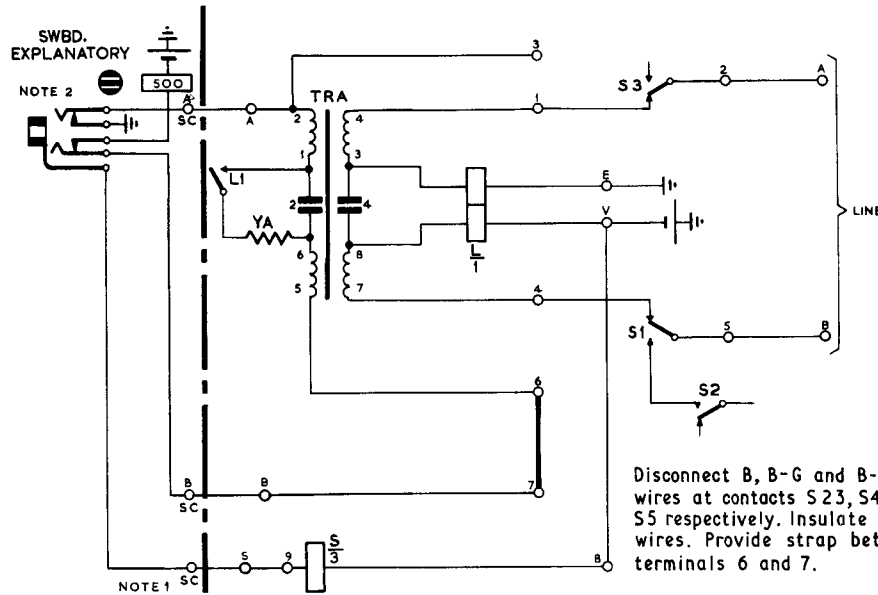 SWBD.
EXPLANATORY
NOTE 2
500
A
SC
A
TRA
2
4
1
3
L1
2
4
YA
6
8
5
7
3
1
S3
2
A
E
V
L
1
LINE
4
S1
S
B
S2
6
7
B
SC
B
Disconnect B, B-G and B-
wires at contacts S23, S4
S5 respectively. Insulate
wires. Provide strap bet
terminals 6 and 7.
NOTE 1
SC
S
9
S
3
8